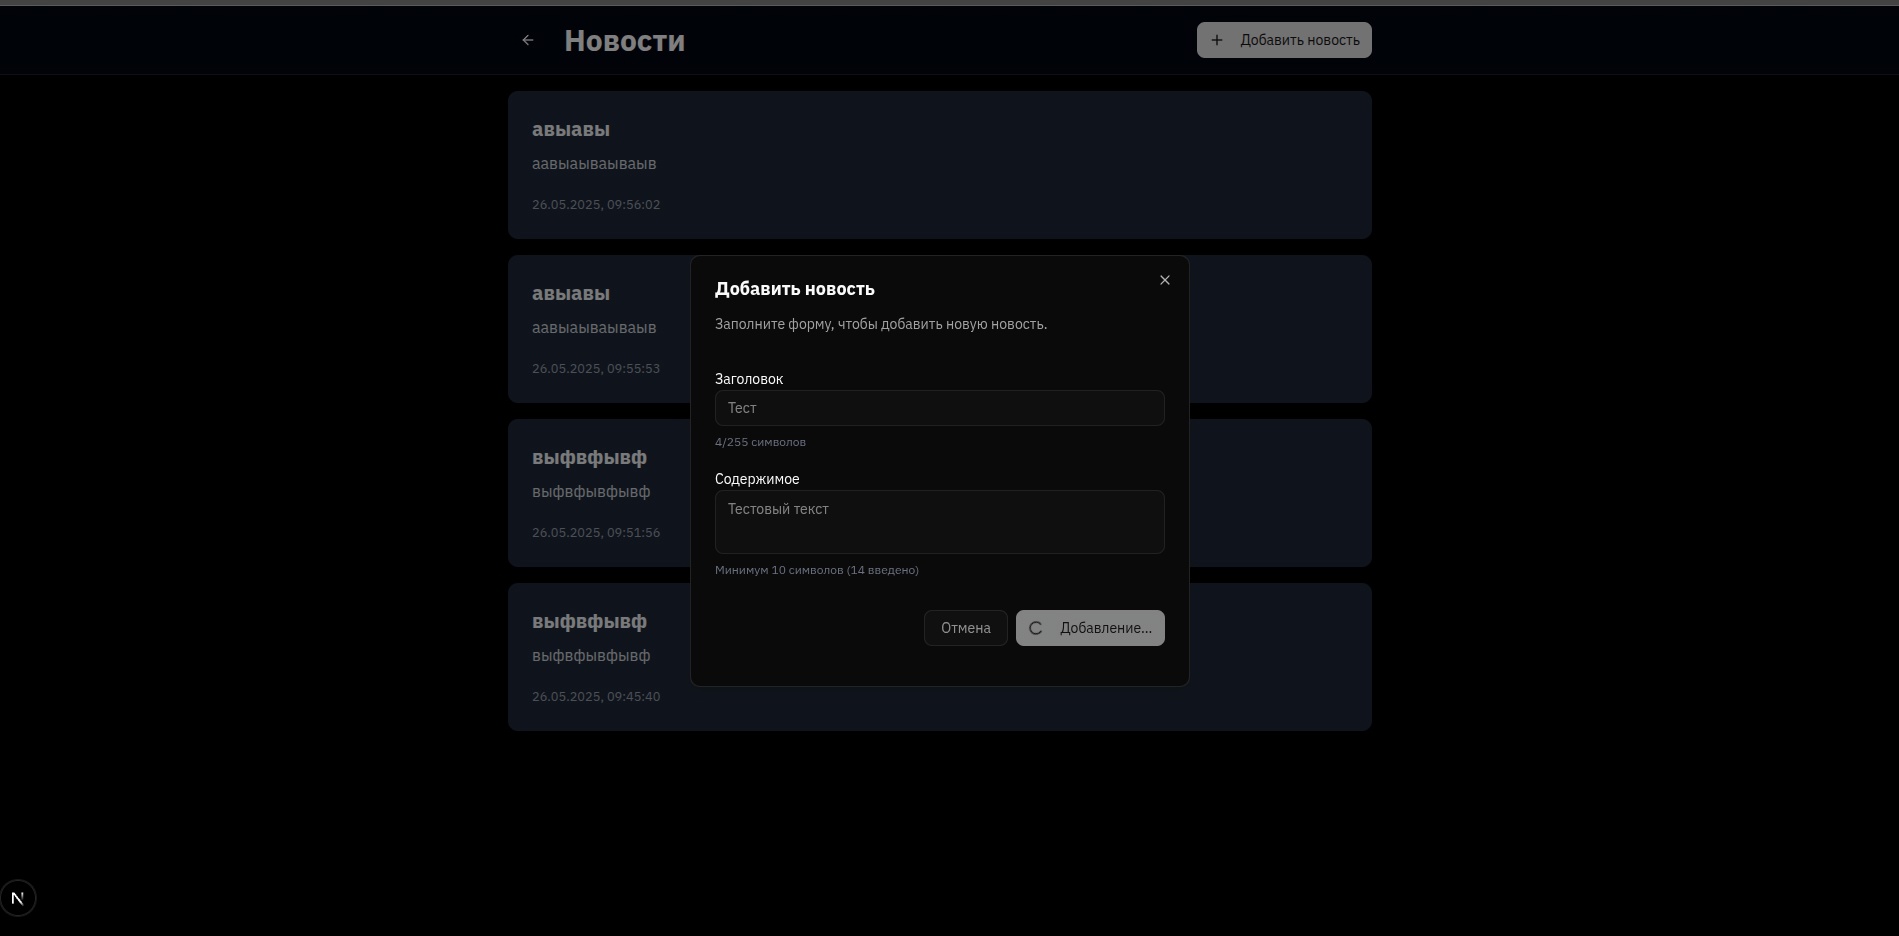 Новости
Добавить новость
авыавы
аавыаываываыв
26.05.2025, 09:56:02
авыавы
аавыаываываыв
26.05.2025, 09:55:53
выфвфывф
выфвфывфывф
26.05.2025, 09:51:56
выфвфывф
выфвфывфывф
26.05.2025, 09:45:40
Добавить новость
Заполните форму, чтобы добавить новую новость.
Заголовок
Тест
4/255 символов
Содержимое
Тестовый текст
Минимум 10 символов (14 введено)
Отмена
Добавление...
N